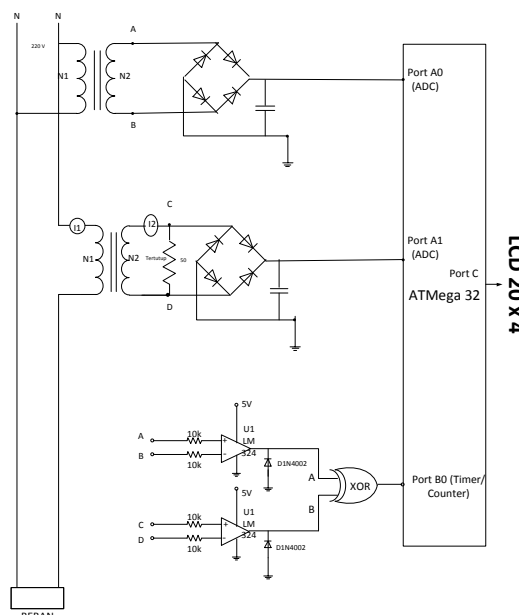 N
N
A
220 V
N1
N2
B
Port A0
(ADC)
C
I1
I2
N1
N2
Tertutup
50
D
Port A1
(ADC)
Port C
ATMega 32
LCD 20 x 4
5V
U1
LM
324
A
10k
B
10k
+
-
D1N4002
A
XOR
B
Port B0 (Timer/
Counter)
5V
U1
LM
324
C
10k
D
10k
+
-
D1N4002
BEBAN